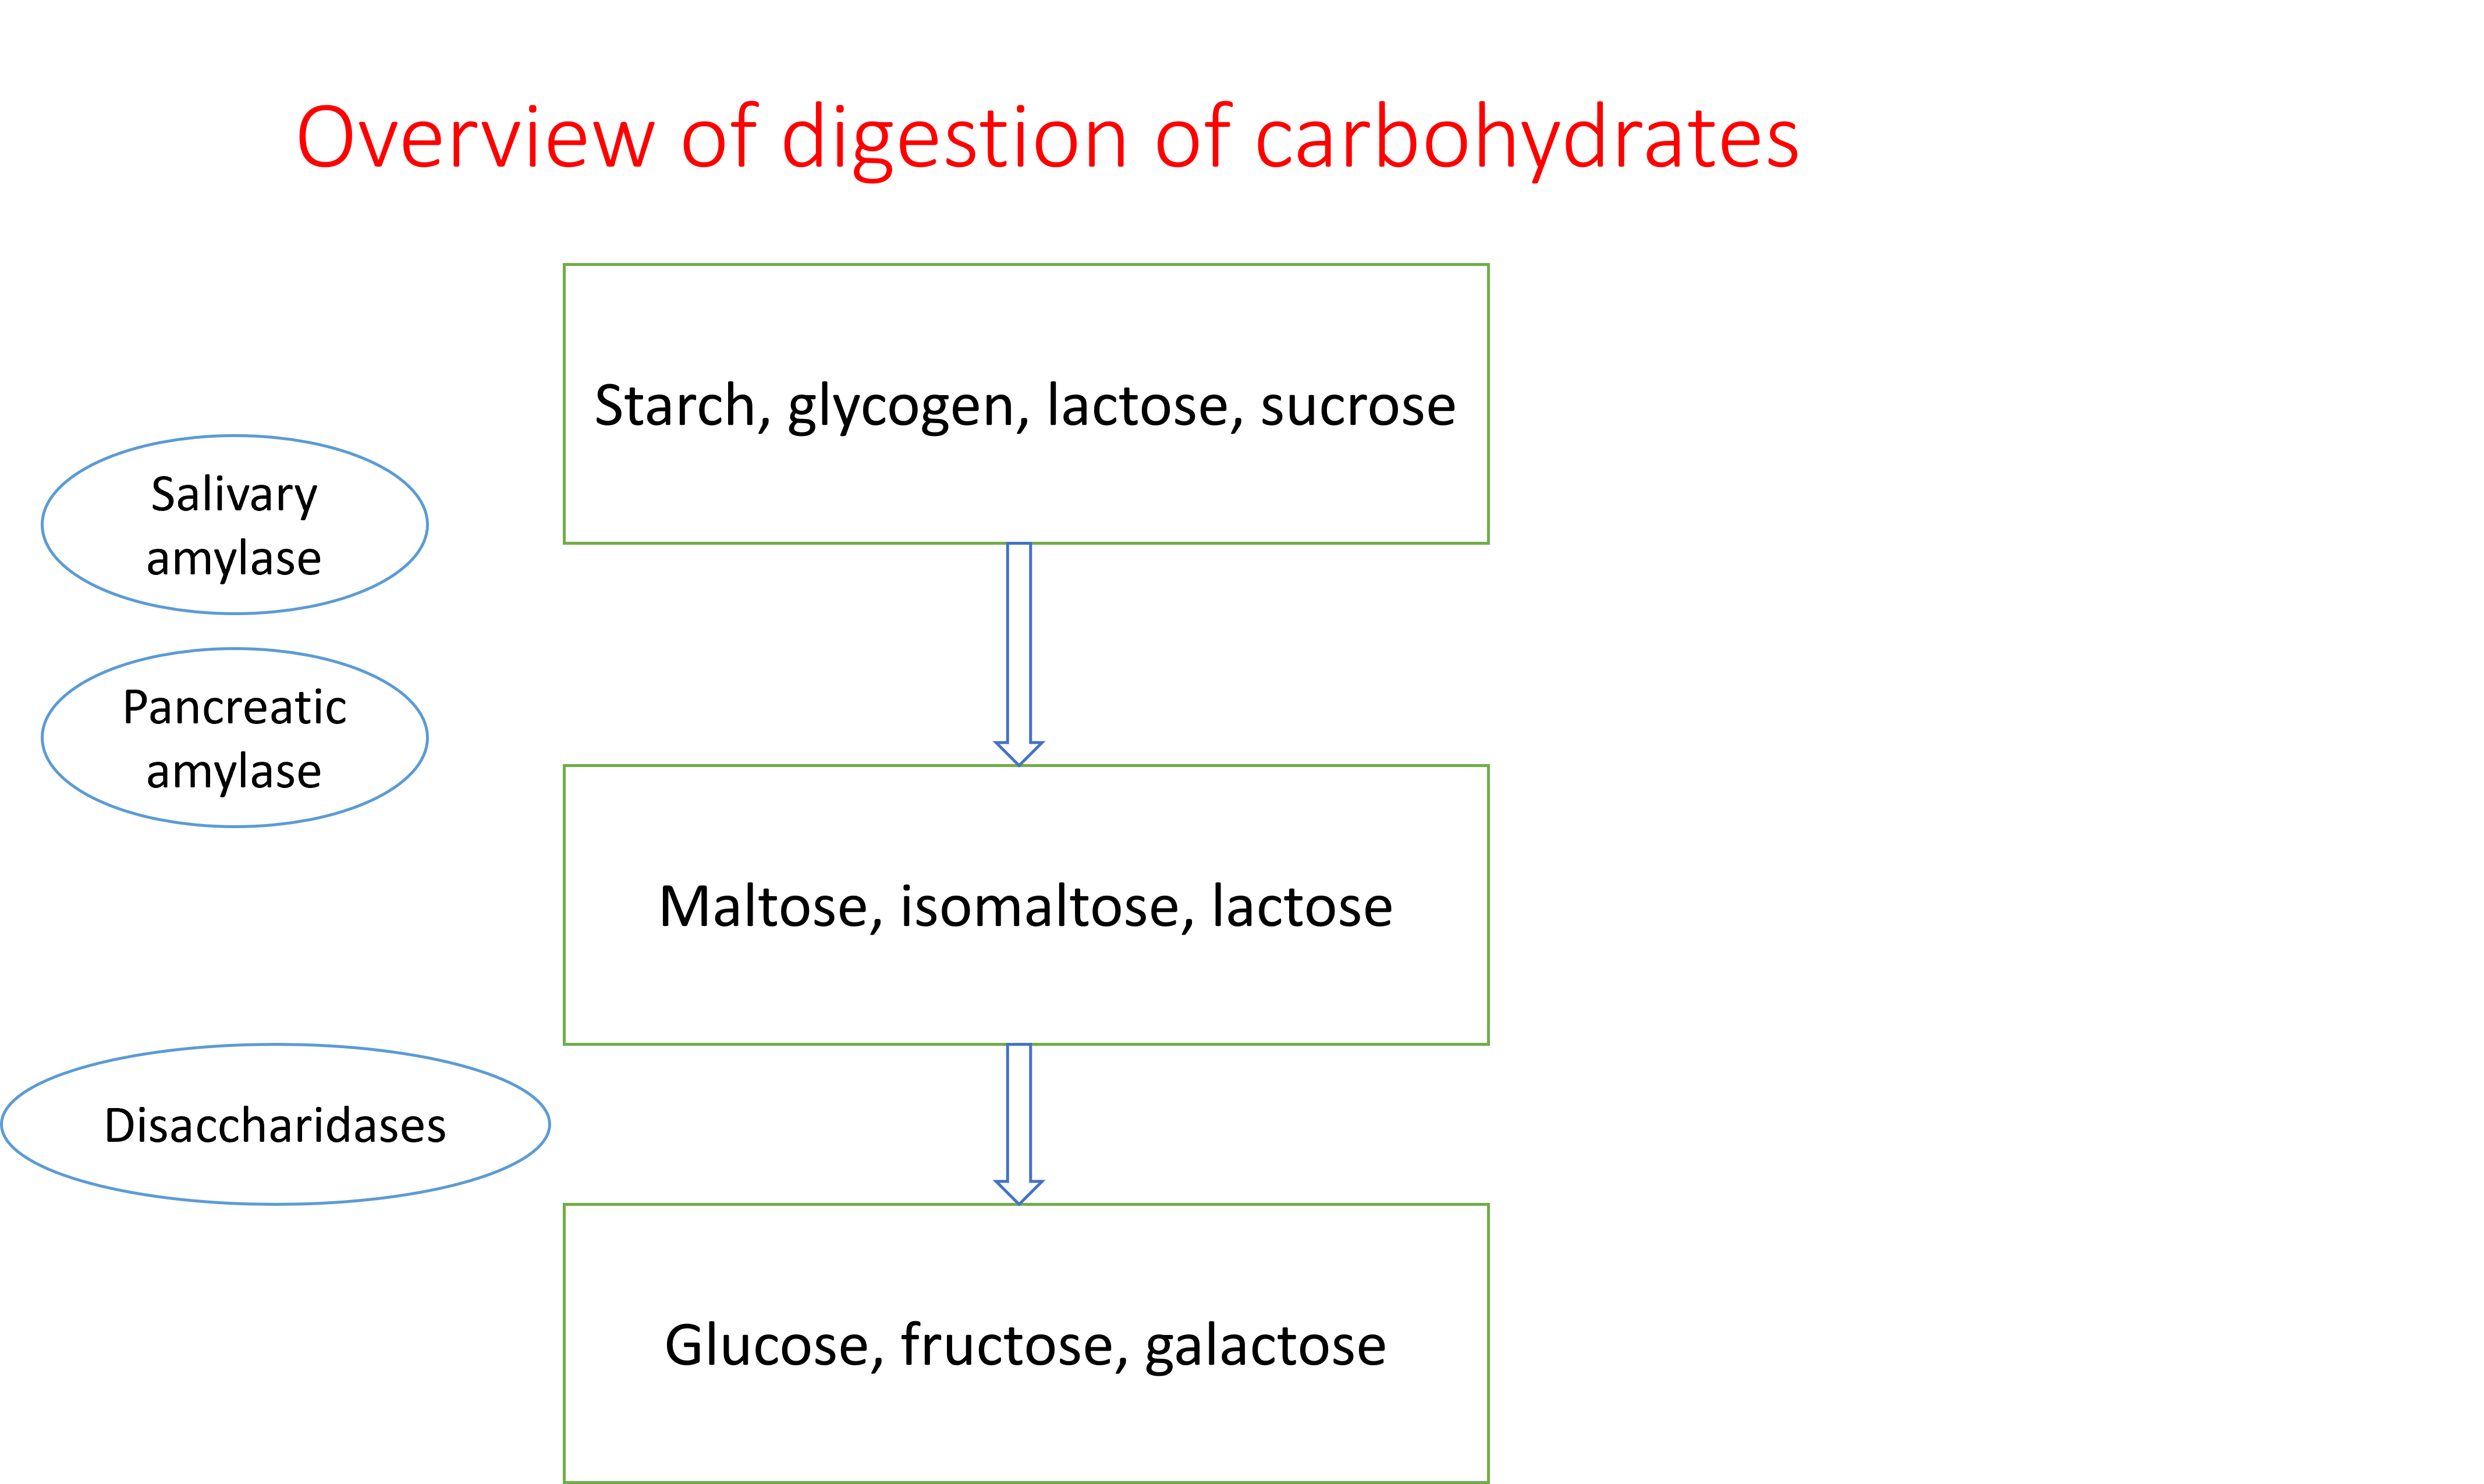 Overview of digestion of carbohydrates
Starch, glycogen, lactose, sucrose
Salivary
amylase
Pancreatic
amylase
Maltose, isomaltose, lactose
Disaccharidases
Glucose, fructose, galactose